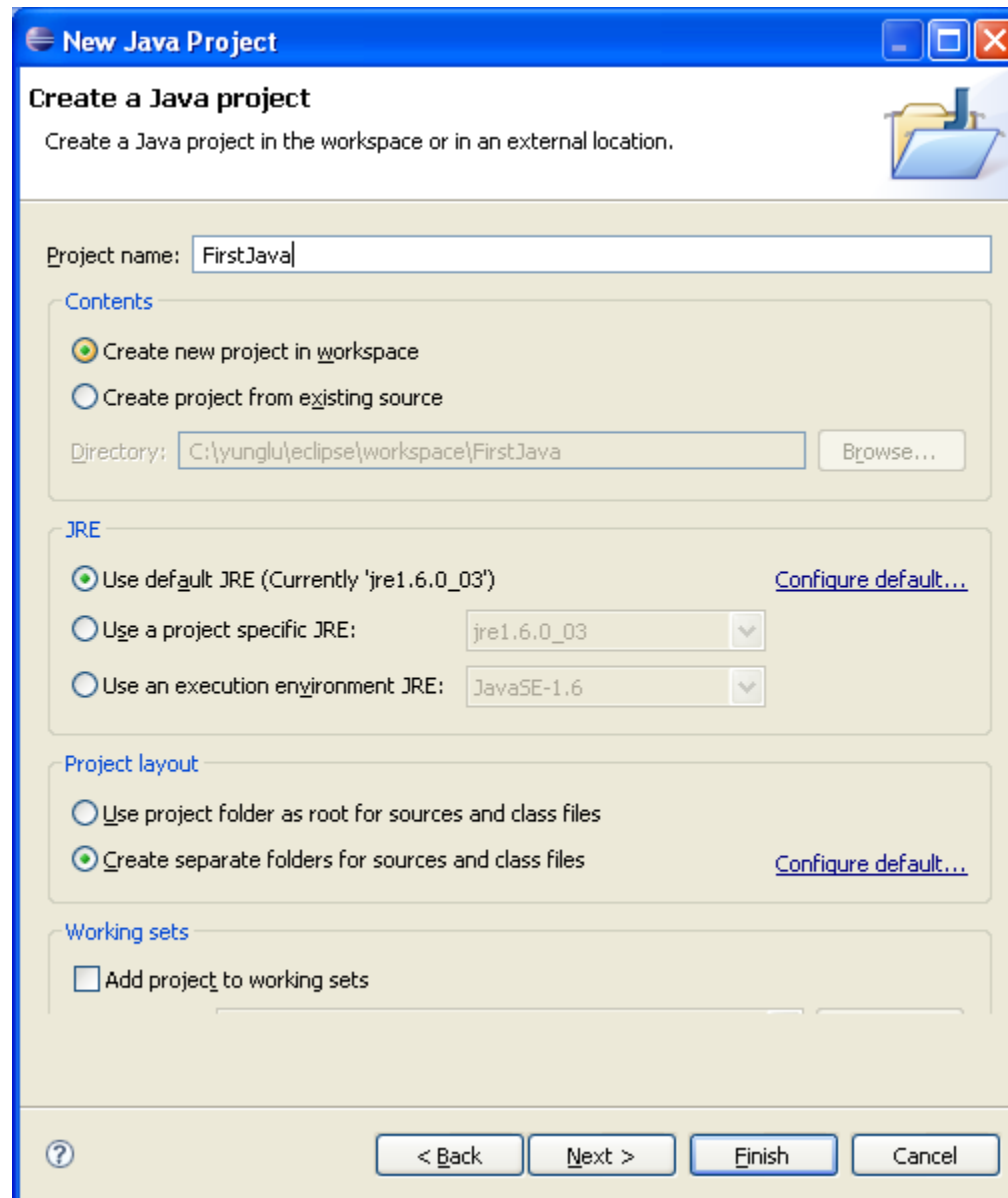 New Java Project
Create a Java project
Create a Java project in the workspace or in an external location.
Project name: FirstJava
Contents
Create new project in workspace
Create project from existing source
Directory: C:\yunglu\eclipse\workspace\FirstJava Browse...
JRE
Use default JRE (Currently 'jre1.6.0_03') Configure default...
Use a project specific JRE: jre1.6.0_03
Use an execution environment JRE: JavaSE-1.6
Project layout
Use project folder as root for sources and class files
Create separate folders for sources and class files Configure default...
Working sets
Add project to working sets
? < Back Next > Finish Cancel